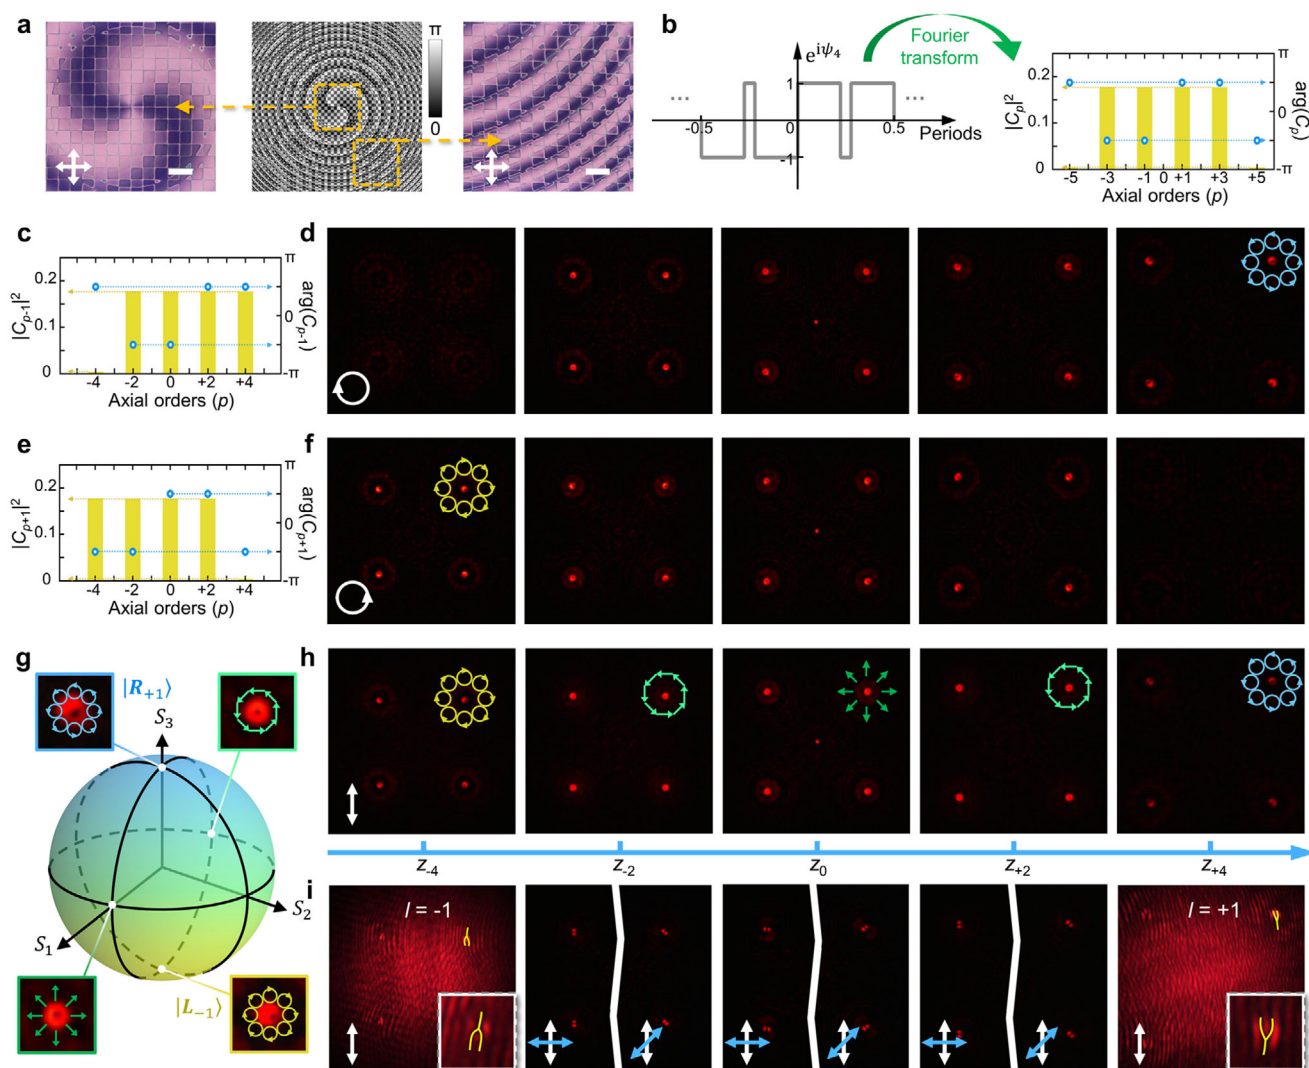 a
π
0
b
e^{iψ_4}
1
-1
-0.5
0
0.5
Periods
...
...
Fourier
transform
|C_p|^2
0.2
0.1
0
-5 -3 -1 0 +1 +3 +5
Axial orders (p)
π
0
-π
arg(C_p)
c
|C_{p-1}|^2
0.2
0.1
0
-4 -2 0 +2 +4
Axial orders (p)
π
0
-π
arg(C_{p-1})
d
e
|C_{p+1}|^2
0.2
0.1
0
-4 -2 0 +2 +4
Axial orders (p)
π
0
-π
arg(C_{p+1})
f
g
|R_{+1}⟩
S_3
S_2
S_1
|L_{-1}⟩
h
z_{-4} z_{-2} z_0 z_{+2} z_{+4}
i
l = -1
l = +1